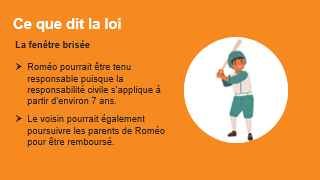 Ce que dit la loi
La fenêtre brisée
➤ Roméo pourrait être tenu
responsable puisque la
responsabilité civile s'applique à
partir d'environ 7 ans.
➤ Le voisin pourrait également
poursuivre les parents de Roméo
pour être remboursé.